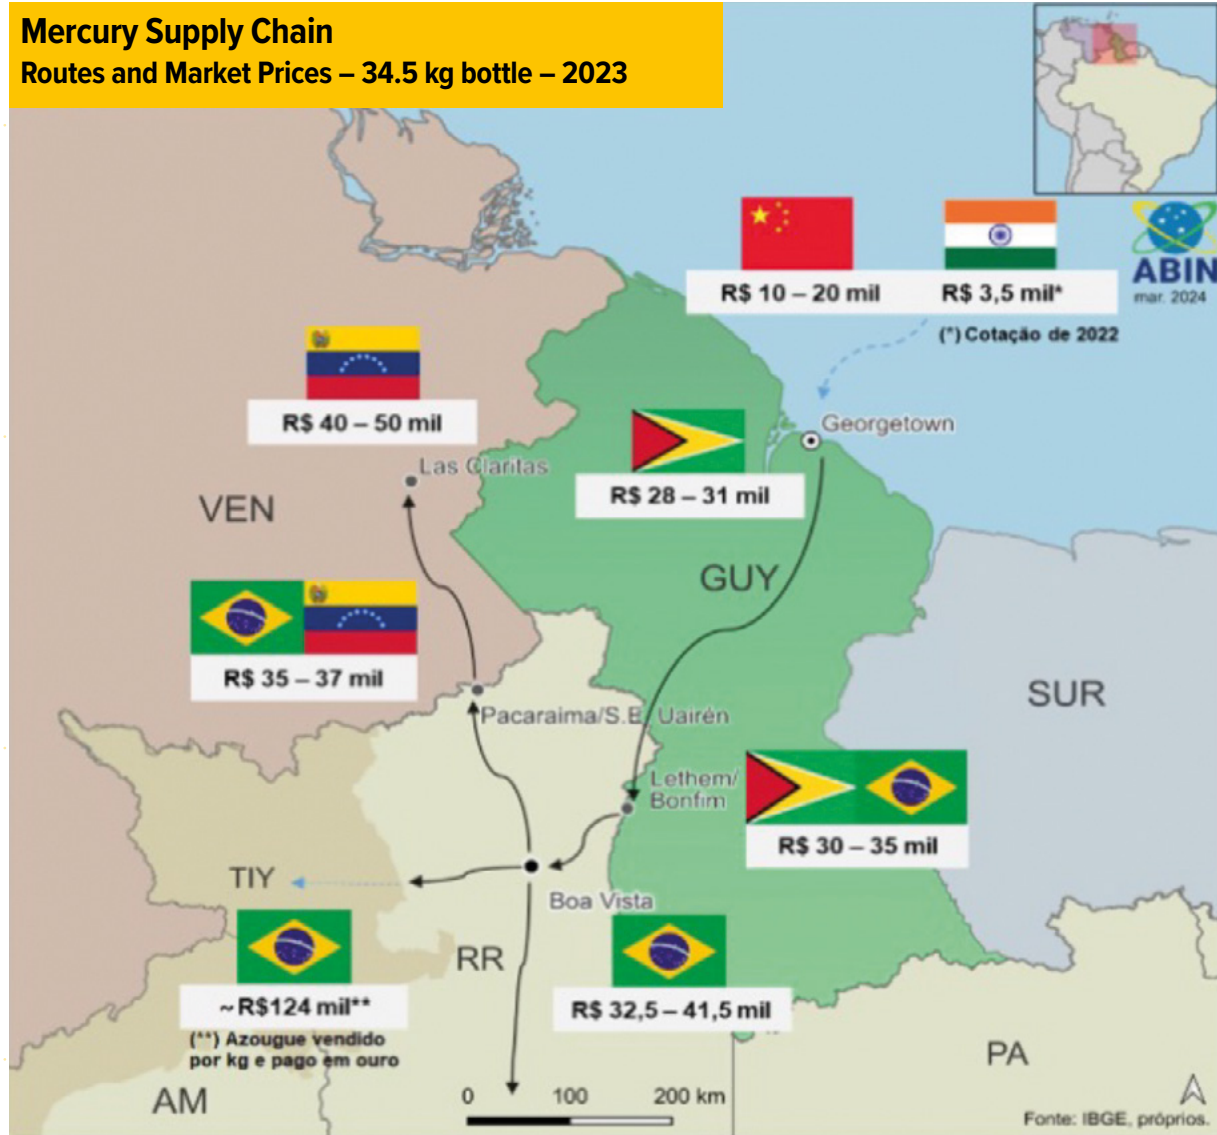 Mercury Supply Chain
Routes and Market Prices – 34.5 kg bottle – 2023
ABIN
mar. 2024
R$ 10 – 20 mil
R$ 3,5 mil*
(*) Cotação de 2022
R$ 40 – 50 mil
Georgetown
Las Claritas
R$ 28 – 31 mil
VEN
GUY
R$ 35 – 37 mil
SUR
Pacaraima/S.E. Uairén
Lethem/
Bonfim
R$ 30 – 35 mil
TIY
Boa Vista
RR
~R$124 mil**
R$ 32,5 – 41,5 mil
(**) Azougue vendido
por kg e pago em ouro
PA
AM
0 100 200 km
Fonte: IBGE, próprios.